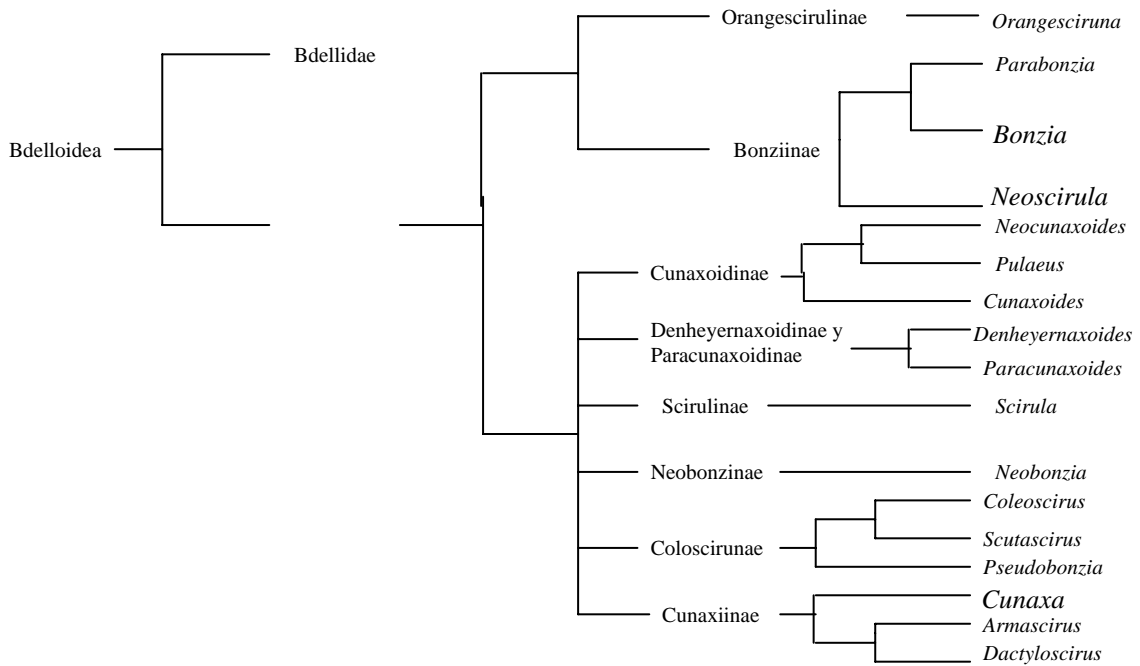 Orangescirulinae
Orangesciruna
Bdellidae
Parabonzia
Bdelloidea
Bonziinae
Bonzia
Neoscirula
Neocunaxoides
Cunaxoidinae
Pulaeus
Cunaxoides
Denheyernaxoidinae y
Paracunaxoidinae
Denheyernaxoides
Paracunaxoides
Scirulinae
Scirula
Neobonzinae
Neobonzia
Coleoscirus
Coloscirunae
Scutascirus
Pseudobonzia
Cunaxiinae
Cunaxa
Armascirus
Dactyloscirus